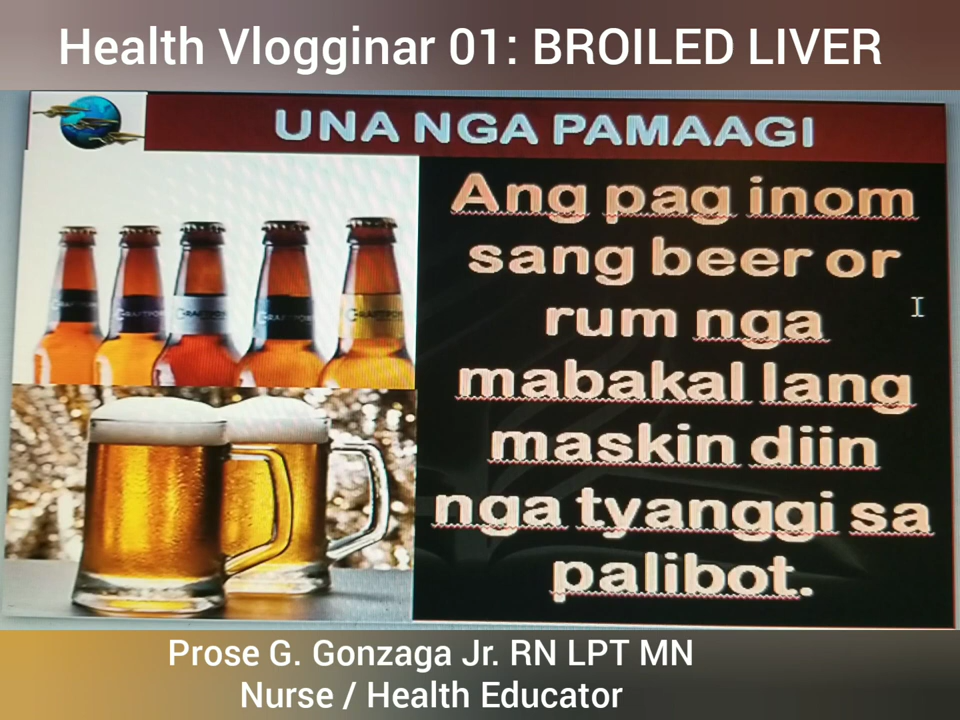 Health Vlogginar 01: BROILED LIVER
UNA NGA PAMAAGI
Ang pag inom
sang beer or
rum nga
mabakal lang
maskin diin
nga tyanggi sa
palibot.
Prose G. Gonzaga Jr. RN LPT MN
Nurse / Health Educator